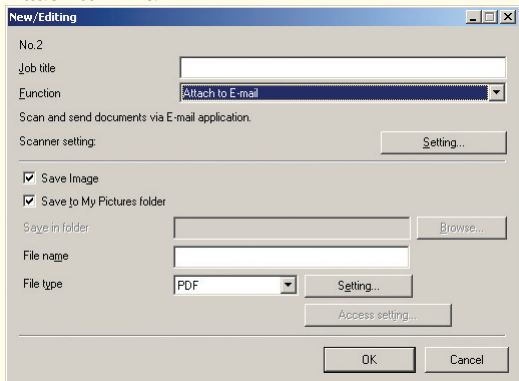 New/Editing
No.2
Job title
Function Attach to E-mail
Scan and send documents via E-mail application.
Scanner setting: Setting...
Save Image
Save to My Pictures folder
Save in folder Browse...
File name
File type PDF Setting...
Access setting...
OK Cancel